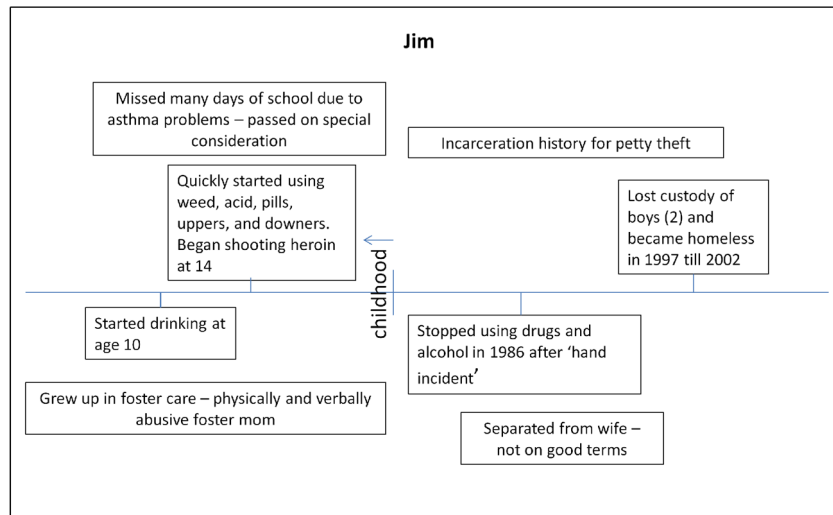 Jim
Missed many days of school due to
asthma problems – passed on special
consideration
Incarceration history for petty theft
Quickly started using
weed, acid, pills,
uppers, and downers.
Began shooting heroin
at 14
Lost custody of
boys (2) and
became homeless
in 1997 till 2002
childhood
Started drinking at
age 10
Stopped using drugs and
alcohol in 1986 after ‘hand
incident’
Grew up in foster care – physically and verbally
abusive foster mom
Separated from wife –
not on good terms